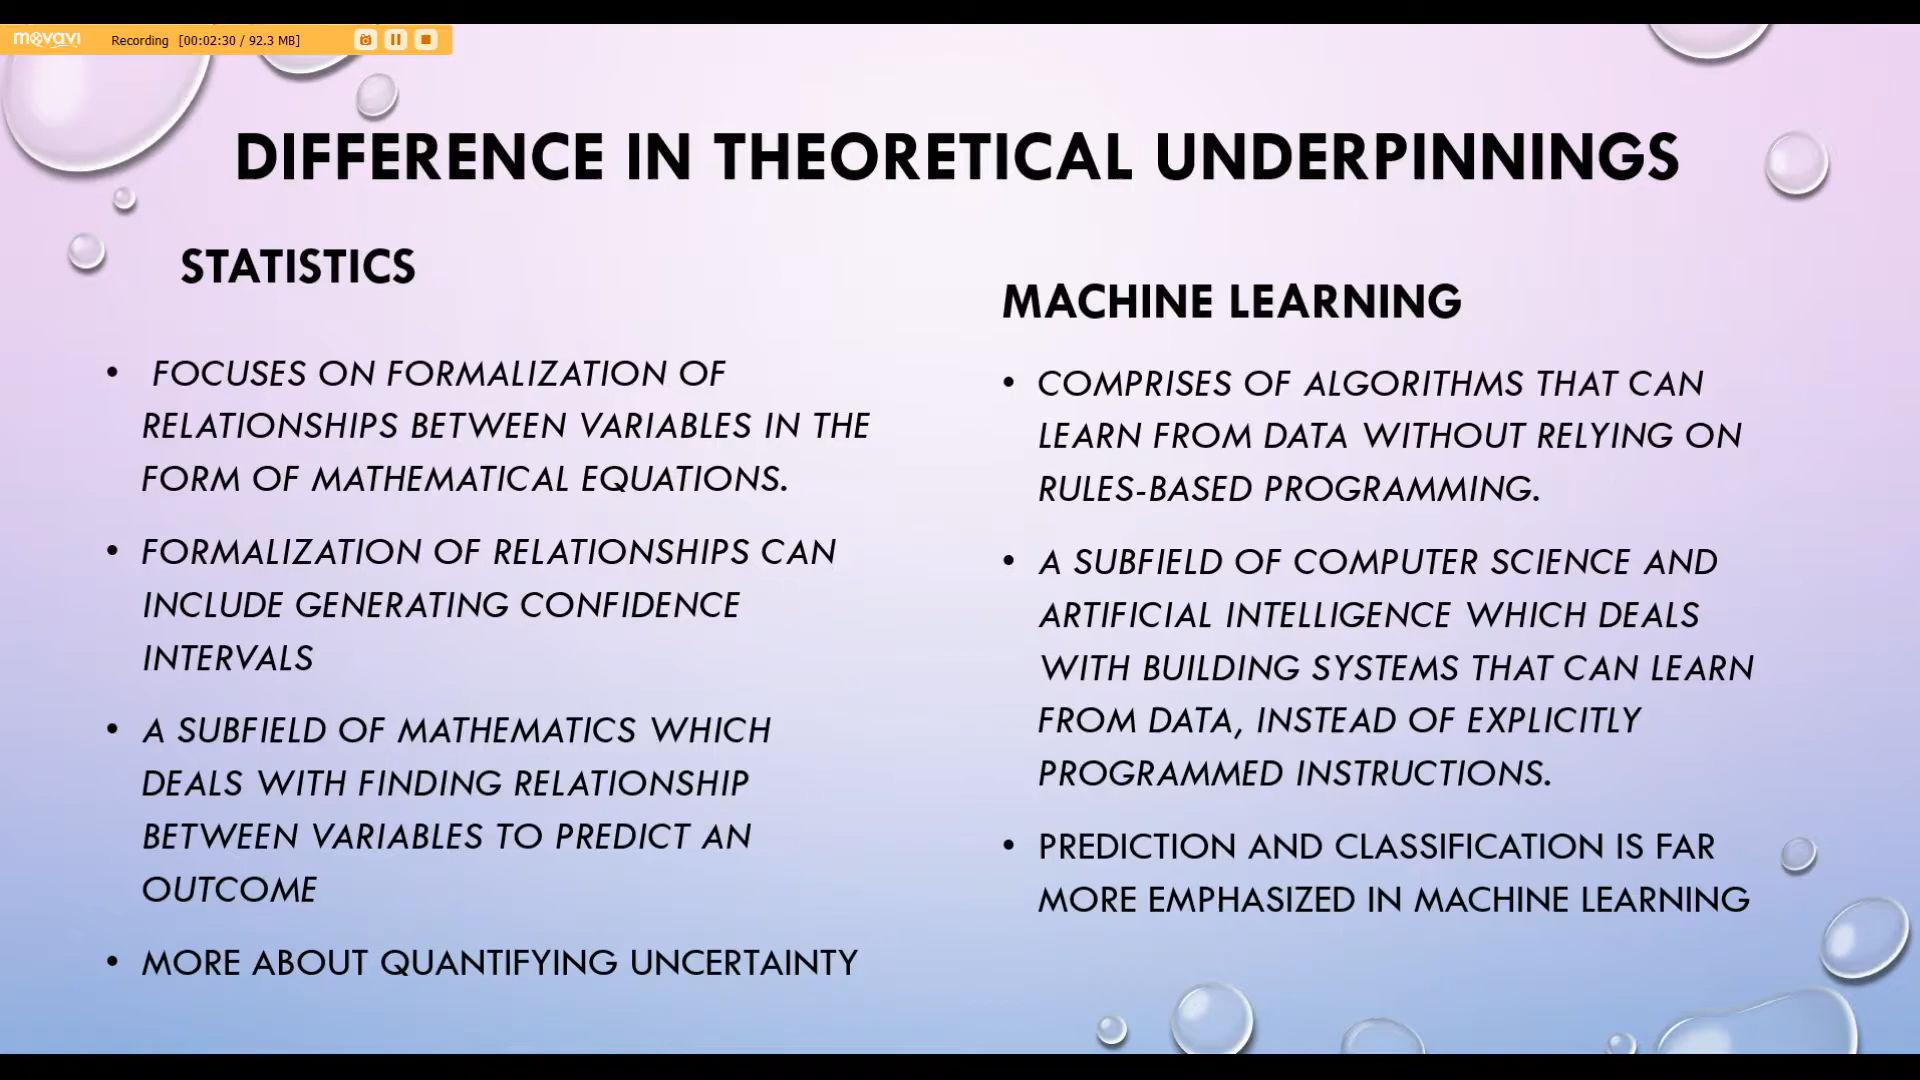 movavi Recording [00:02:30 / 92.3 MB]
DIFFERENCE IN THEORETICAL UNDERPINNINGS
STATISTICS
• FOCUSES ON FORMALIZATION OF
RELATIONSHIPS BETWEEN VARIABLES IN THE
FORM OF MATHEMATICAL EQUATIONS.
• FORMALIZATION OF RELATIONSHIPS CAN
INCLUDE GENERATING CONFIDENCE
INTERVALS
• A SUBFIELD OF MATHEMATICS WHICH
DEALS WITH FINDING RELATIONSHIP
BETWEEN VARIABLES TO PREDICT AN
OUTCOME
• MORE ABOUT QUANTIFYING UNCERTAINTY
MACHINE LEARNING
• COMPRISES OF ALGORITHMS THAT CAN
LEARN FROM DATA WITHOUT RELYING ON
RULES-BASED PROGRAMMING.
• A SUBFIELD OF COMPUTER SCIENCE AND
ARTIFICIAL INTELLIGENCE WHICH DEALS
WITH BUILDING SYSTEMS THAT CAN LEARN
FROM DATA, INSTEAD OF EXPLICITLY
PROGRAMMED INSTRUCTIONS.
• PREDICTION AND CLASSIFICATION IS FAR
MORE EMPHASIZED IN MACHINE LEARNING